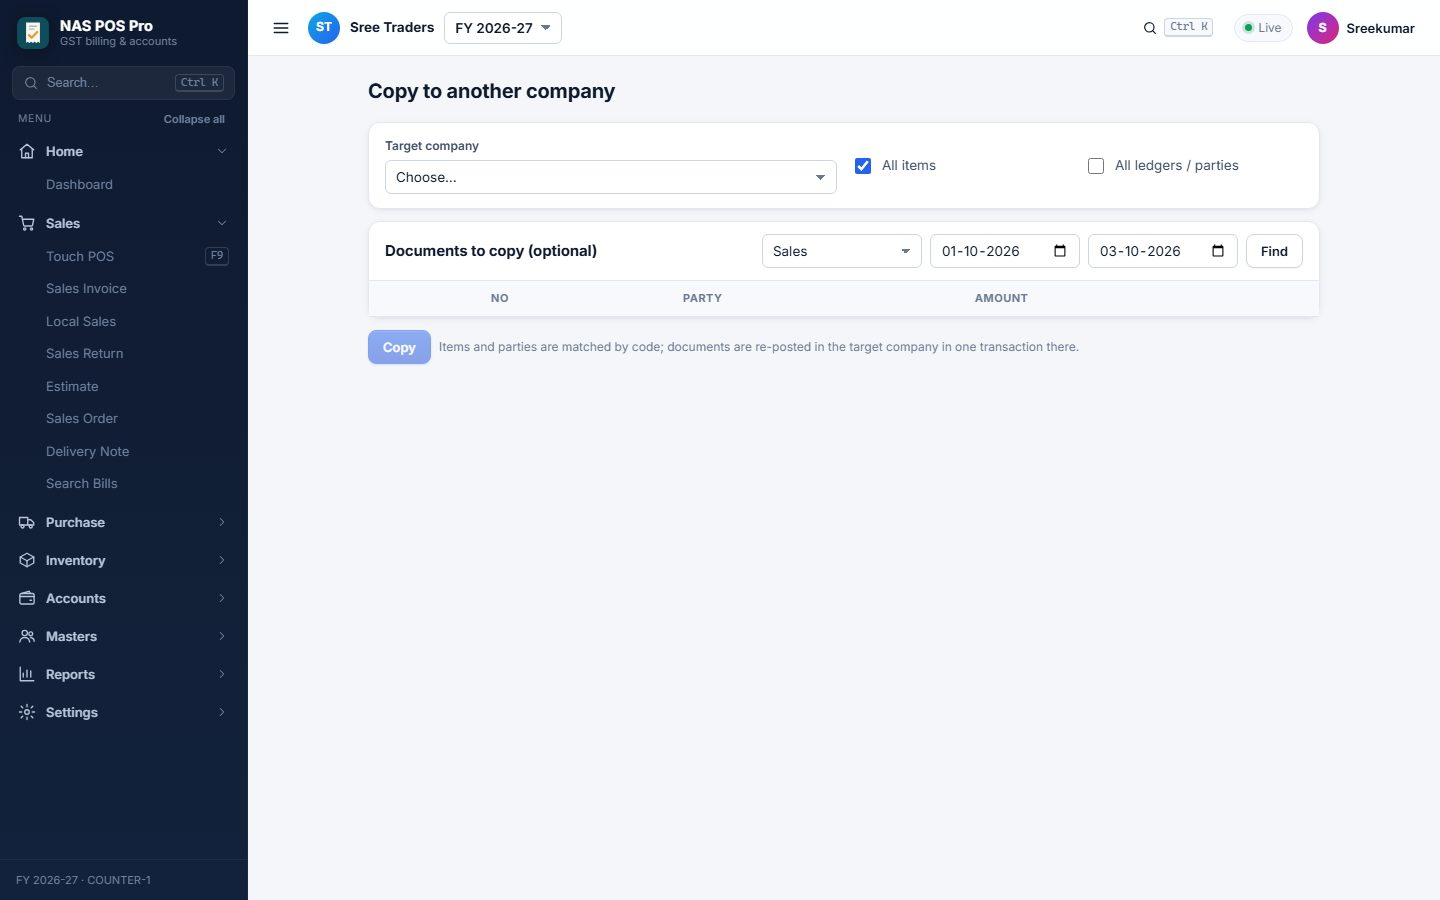 NAS POS Pro
GST billing & accounts
Search... Ctrl K
MENU Collapse all
Home
Dashboard
Sales
Touch POS F9
Sales Invoice
Local Sales
Sales Return
Estimate
Sales Order
Delivery Note
Search Bills
Purchase
Inventory
Accounts
Masters
Reports
Settings
FY 2026-27 · COUNTER-1
ST Sree Traders FY 2026-27 Ctrl K Live S Sreekumar
Copy to another company
Target company
Choose... All items All ledgers / parties
Documents to copy (optional) Sales 01-10-2026 03-10-2026 Find
NO PARTY AMOUNT
Copy Items and parties are matched by code; documents are re-posted in the target company in one transaction there.